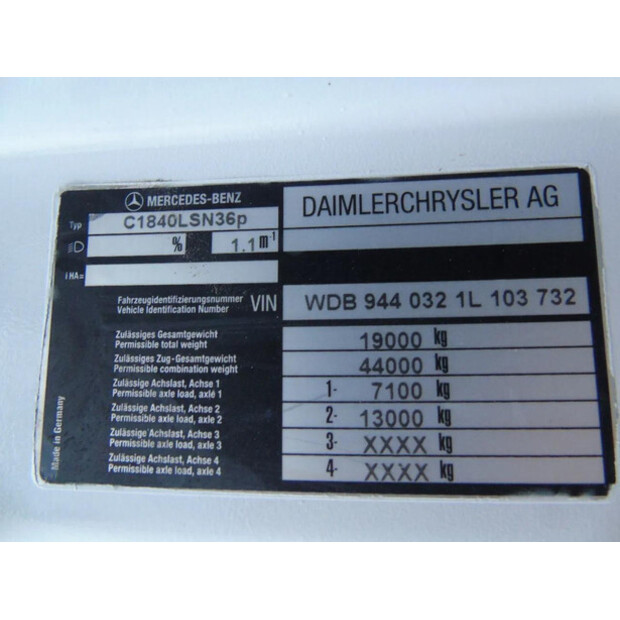 MERCEDES-BENZ
DAIMLERCHRYSLER AG
Typ C1840LSN36p
% 1.1 m⁻¹
i HA=
Fahrzeugidentifizierungsnummer
Vehicle Identification Number
VIN WDB 944 032 1L 103 732
Zulässiges Gesamtgewicht
Permissible total weight
19000 kg
Zulässiges Zug-Gesamtgewicht
Permissible combination weight
44000 kg
Zulässige Achslast, Achse 1
Permissible axle load, axle 1
1- 7100 kg
Zulässige Achslast, Achse 2
Permissible axle load, axle 2
2- 13000 kg
Zulässige Achslast, Achse 3
Permissible axle load, axle 3
3- XXXX kg
Zulässige Achslast, Achse 4
Permissible axle load, axle 4
4- XXXX kg
Made in Germany